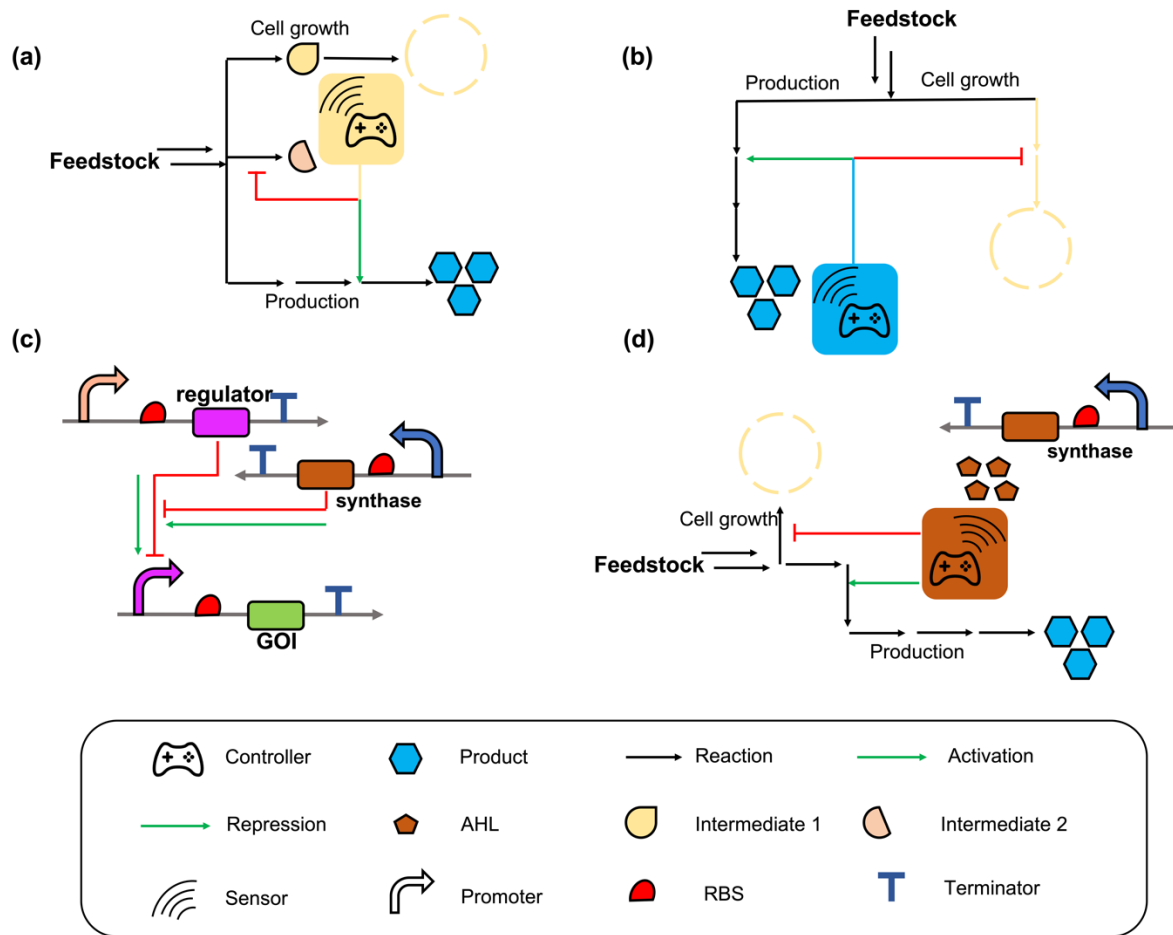 (a)
Cell growth
Feedstock
Production
(b)
Feedstock
Production
Cell growth
(c)
regulator
synthase
GOI
(d)
synthase
Cell growth
Feedstock
Production
Controller
Product
Reaction
Activation
Repression
AHL
Intermediate 1
Intermediate 2
Sensor
Promoter
RBS
Terminator